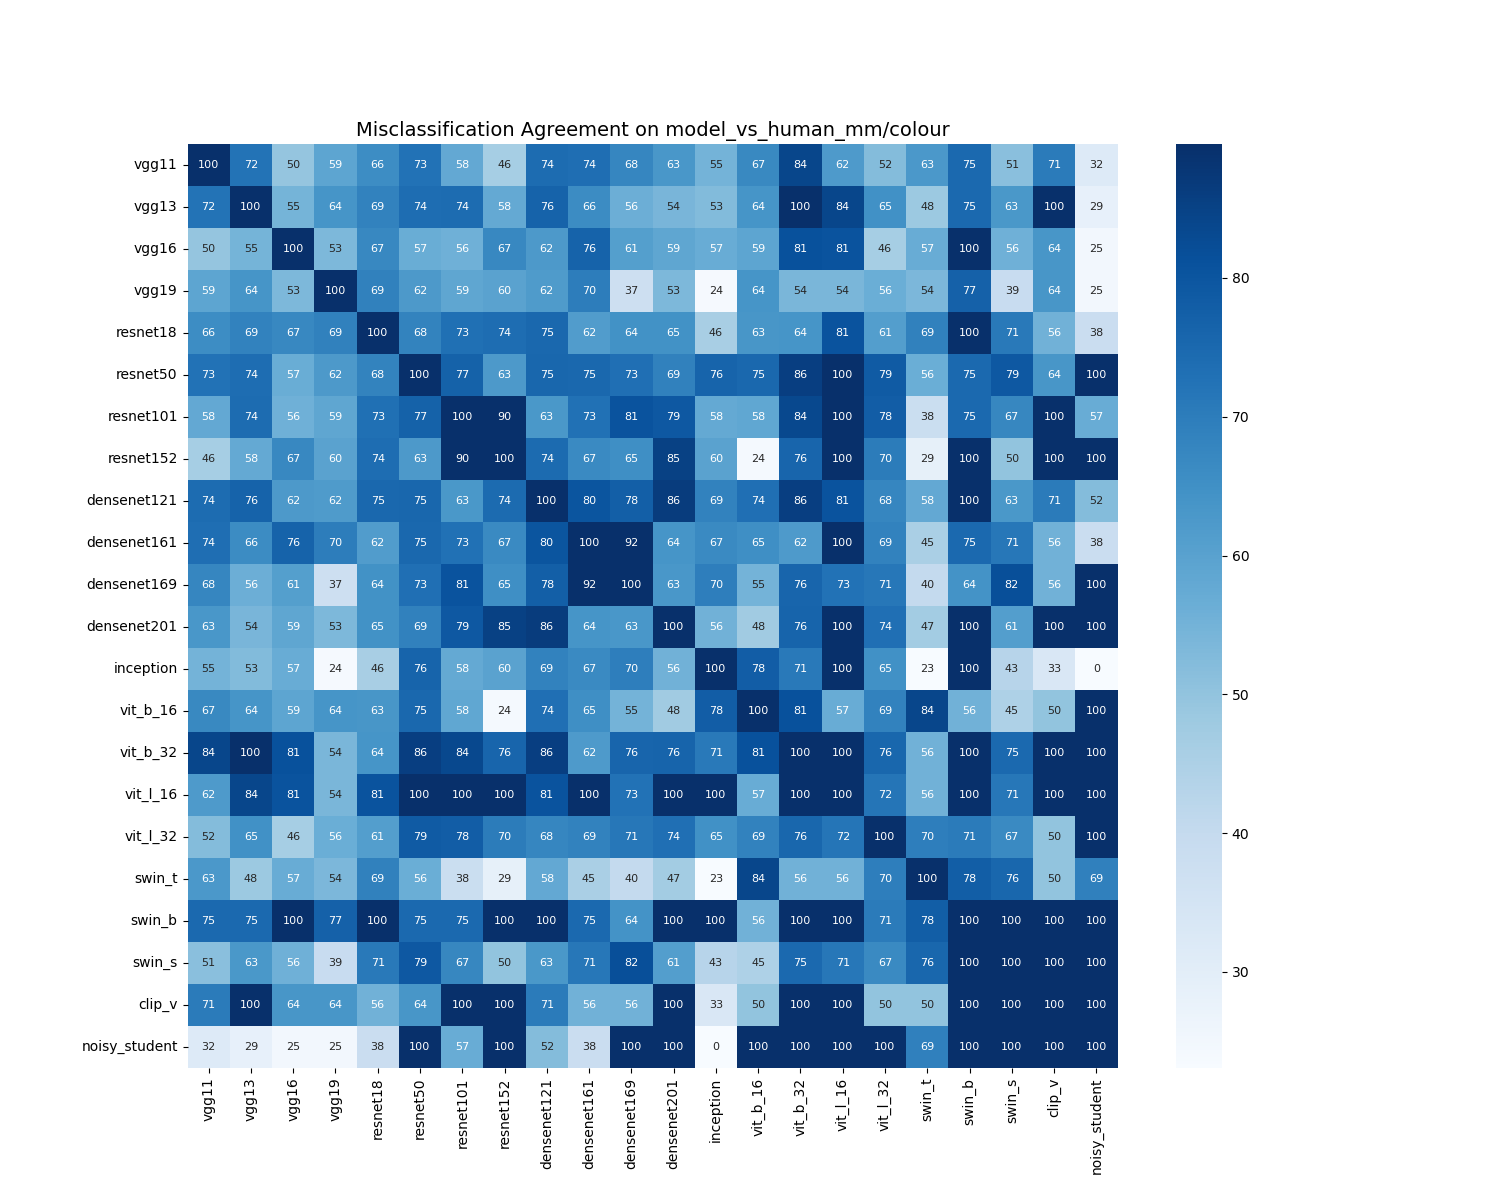 Misclassification Agreement on model_vs_human_mm/colour
vgg11 100 72 50 59 66 73 58 46 74 74 68 63 55 67 84 62 52 63 75 51 71 32
vgg13 72 100 55 64 69 74 74 58 76 66 56 54 53 64 100 84 65 48 75 63 100 29
vgg16 50 55 100 53 67 57 56 67 62 76 61 59 57 59 81 81 46 57 100 56 64 25
vgg19 59 64 53 100 69 62 59 60 62 70 37 53 24 64 54 54 56 54 77 39 64 25
resnet18 66 69 67 69 100 68 73 74 75 62 64 65 46 63 64 81 61 69 100 71 56 38
resnet50 73 74 57 62 68 100 77 63 75 75 73 69 76 75 86 100 79 56 75 79 64 100
resnet101 58 74 56 59 73 77 100 90 63 73 81 79 58 58 84 100 78 38 75 67 100 57
resnet152 46 58 67 60 74 63 90 100 74 67 65 85 60 24 76 100 70 29 100 50 100 100
densenet121 74 76 62 62 75 75 63 74 100 80 78 86 69 74 86 81 68 58 100 63 71 52
densenet161 74 66 76 70 62 75 73 67 80 100 92 64 67 65 62 100 69 45 75 71 56 38
densenet169 68 56 61 37 64 73 81 65 78 92 100 63 70 55 76 73 71 40 64 82 56 100
densenet201 63 54 59 53 65 69 79 85 86 64 63 100 56 48 76 100 74 47 100 61 100 100
inception 55 53 57 24 46 76 58 60 69 67 70 56 100 78 71 100 65 23 100 43 33 0
vit_b_16 67 64 59 64 63 75 58 24 74 65 55 48 78 100 81 57 69 84 56 45 50 100
vit_b_32 84 100 81 54 64 86 84 76 86 62 76 76 71 81 100 100 76 56 100 75 100 100
vit_l_16 62 84 81 54 81 100 100 100 81 100 73 100 100 57 100 100 72 56 100 71 100 100
vit_l_32 52 65 46 56 61 79 78 70 68 69 71 74 65 69 76 72 100 70 71 67 50 100
swin_t 63 48 57 54 69 56 38 29 58 45 40 47 23 84 56 56 70 100 78 76 50 69
swin_b 75 75 100 77 100 75 75 100 100 75 64 100 100 56 100 100 71 78 100 100 100 100
swin_s 51 63 56 39 71 79 67 50 63 71 82 61 43 45 75 71 67 76 100 100 100 100
clip_v 71 100 64 64 56 64 100 100 71 56 56 100 33 50 100 100 50 50 100 100 100 100
noisy_student 32 29 25 25 38 100 57 100 52 38 100 100 0 100 100 100 100 69 100 100 100 100
vgg11 vgg13 vgg16 vgg19 resnet18 resnet50 resnet101 resnet152 densenet121 densenet161 densenet169 densenet201 inception vit_b_16 vit_b_32 vit_l_16 vit_l_32 swin_t swin_b swin_s clip_v noisy_student
80
70
60
50
40
30